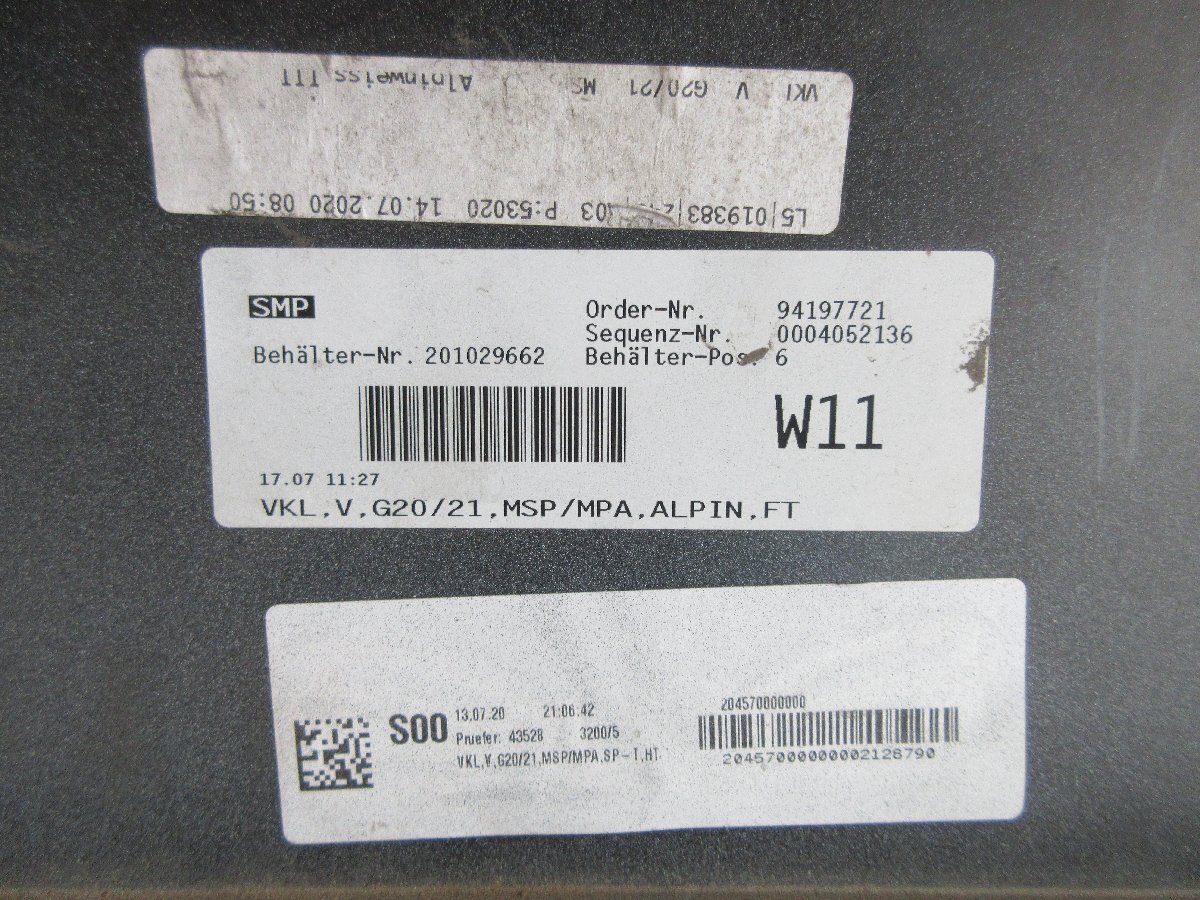 VKL V G20/21 MS Alpinweiss III
L5|019383| 03 P:53020 14.07.2020 08:50
SMP
Order-Nr. 94197721
Sequenz-Nr. 0004052136
Behälter-Nr. 201029662 Behälter-Pos. 6
W11
17.07 11:27
VKL,V,G20/21,MSP/MPA,ALPIN,FT
S00
13.07.20 21:06:42
Pruefer: 43528 3200/5
VKL,V,G20/21,MSP/MPA,SP-T,HT
204570000000
20457000000002128790